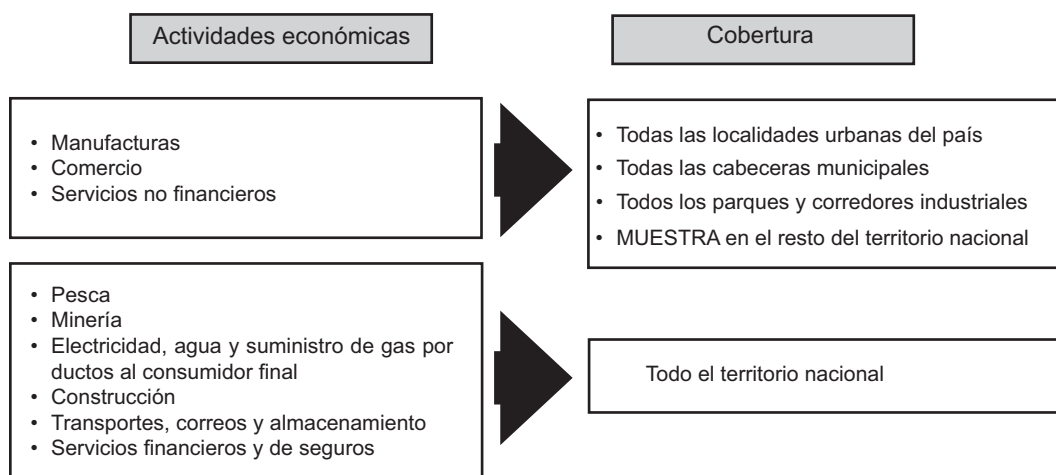 Actividades económicas
Cobertura
• Manufacturas
• Comercio
• Servicios no financieros
• Todas las localidades urbanas del país
• Todas las cabeceras municipales
• Todos los parques y corredores industriales
• MUESTRA en el resto del territorio nacional
• Pesca
• Minería
• Electricidad, agua y suministro de gas por
ductos al consumidor final
• Construcción
• Transportes, correos y almacenamiento
• Servicios financieros y de seguros
Todo el territorio nacional